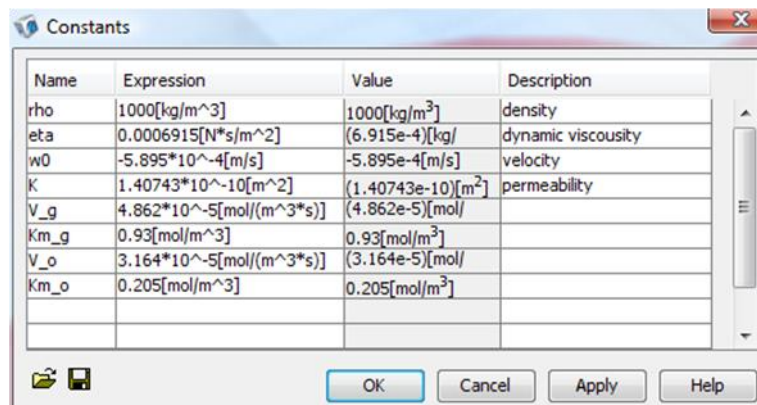 Constants
Name Expression Value Description
rho 1000[kg/m^3] 1000[kg/m³] density
eta 0.0006915[N*s/m^2] (6.915e-4)[kg/ dynamic viscousity
w0 -5.895*10^-4[m/s] -5.895e-4[m/s] velocity
K 1.40743*10^-10[m^2] (1.40743e-10)[m²] permeability
V_g 4.862*10^-5[mol/(m^3*s)] (4.862e-5)[mol/
Km_g 0.93[mol/m^3] 0.93[mol/m³]
V_o 3.164*10^-5[mol/(m^3*s)] (3.164e-5)[mol/
Km_o 0.205[mol/m^3] 0.205[mol/m³]
OK Cancel Apply Help